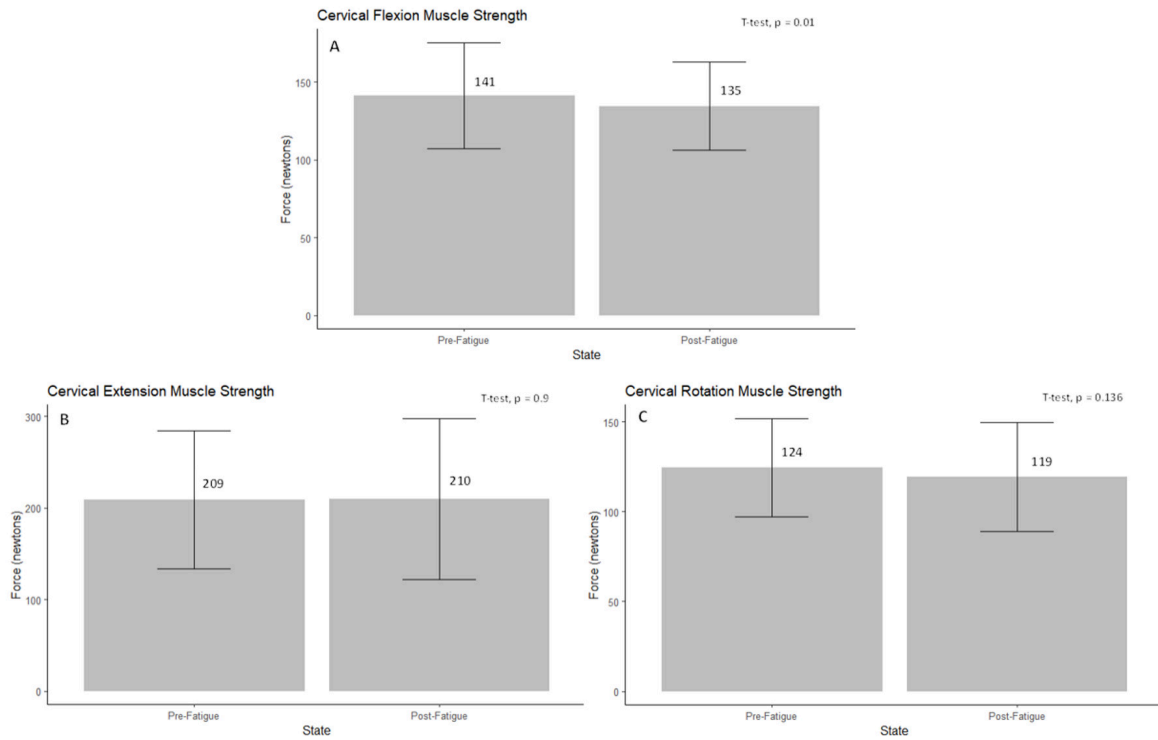 Cervical Flexion Muscle Strength
T-test, p = 0.01
A
150
100
50
0
Force (newtons)
141
135
Pre-Fatigue
Post-Fatigue
State
Cervical Extension Muscle Strength
T-test, p = 0.9
B
300
200
100
0
Force (newtons)
209
210
Pre-Fatigue
Post-Fatigue
State
Cervical Rotation Muscle Strength
T-test, p = 0.136
C
150
100
50
0
Force (newtons)
124
119
Pre-Fatigue
Post-Fatigue
State